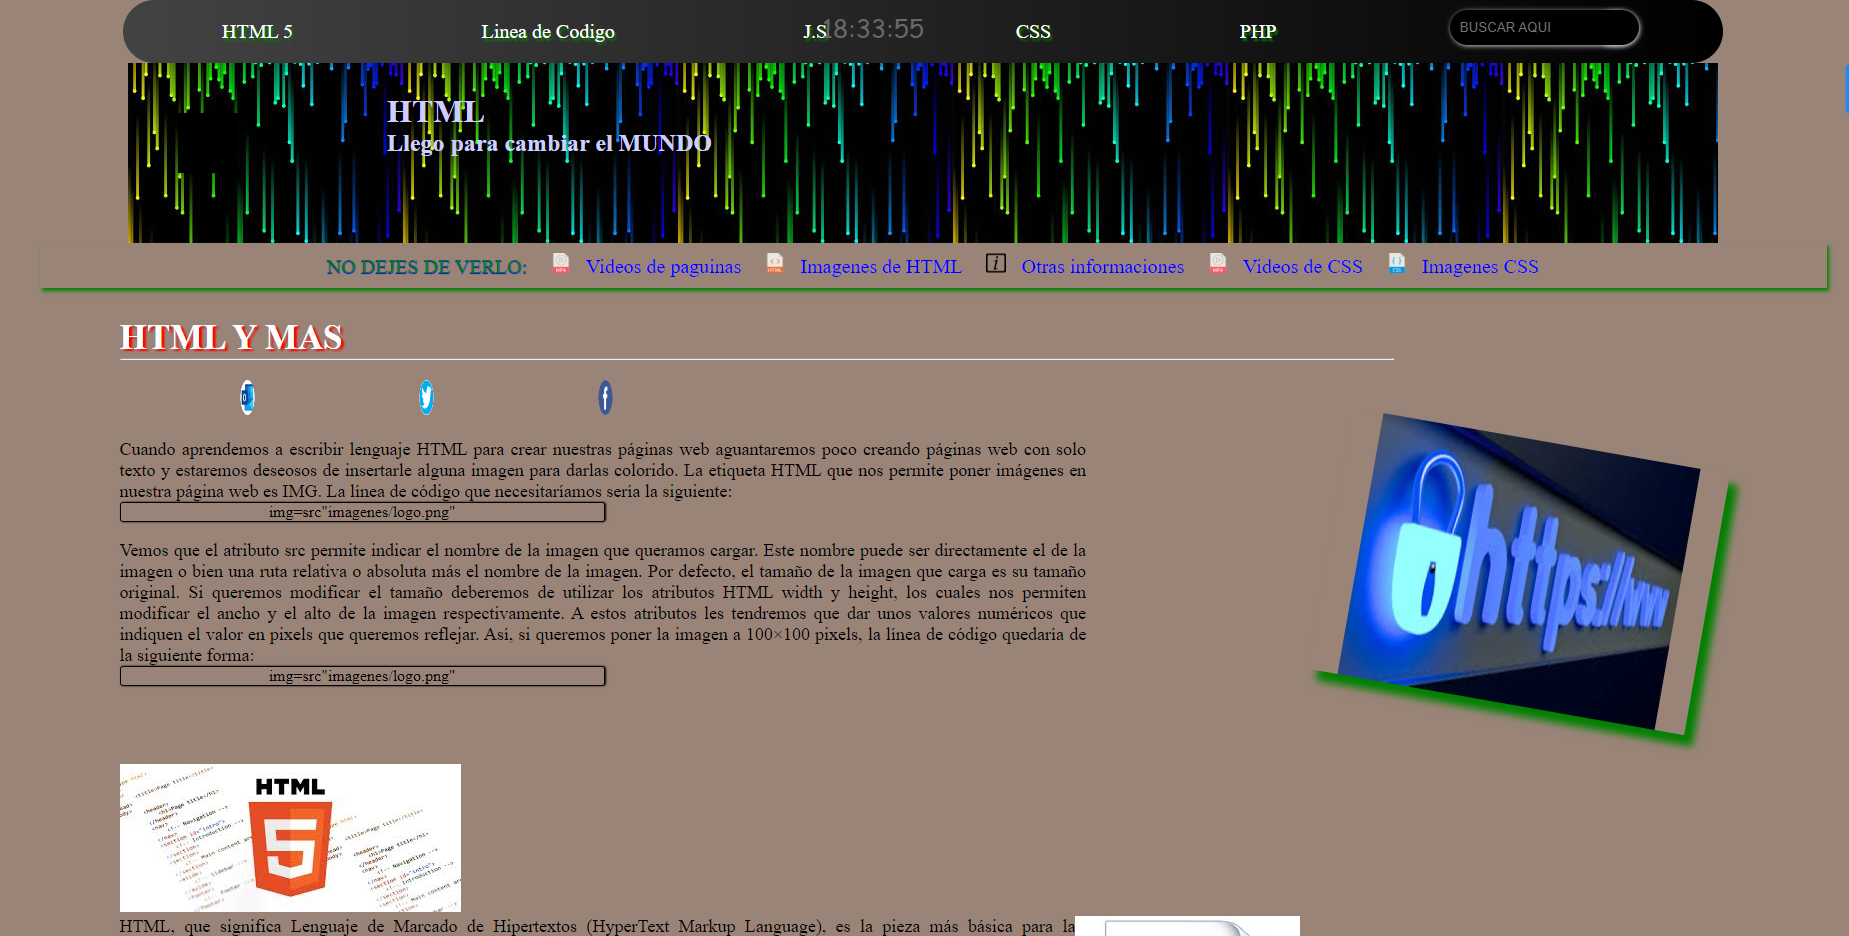 HTML 5 Linea de Codigo J.S 18:33:55 CSS PHP BUSCAR AQUI
HTML
Llego para cambiar el MUNDO
NO DEJES DE VERLO: Videos de paguinas Imagenes de HTML Otras informaciones Videos de CSS Imagenes CSS
HTML Y MAS
Cuando aprendemos a escribir lenguaje HTML para crear nuestras páginas web aguantaremos poco creando páginas web con solo
texto y estaremos deseosos de insertarle alguna imagen para darlas colorido. La etiqueta HTML que nos permite poner imágenes en
nuestra página web es IMG. La línea de código que necesitaríamos sería la siguiente:
img=src"imagenes/logo.png"
Vemos que el atributo src permite indicar el nombre de la imagen que queramos cargar. Este nombre puede ser directamente el de la
imagen o bien una ruta relativa o absoluta más el nombre de la imagen. Por defecto, el tamaño de la imagen que carga es su tamaño
original. Si queremos modificar el tamaño deberemos de utilizar los atributos HTML width y height, los cuales nos permiten
modificar el ancho y el alto de la imagen respectivamente. A estos atributos les tendremos que dar unos valores numéricos que
indiquen el valor en pixels que queremos reflejar. Así, si queremos poner la imagen a 100×100 pixels, la línea de código quedaría de
la siguiente forma:
img=src"imagenes/logo.png"
https://www
HTML
5
HTML, que significa Lenguaje de Marcado de Hipertextos (HyperText Markup Language), es la pieza más básica para la